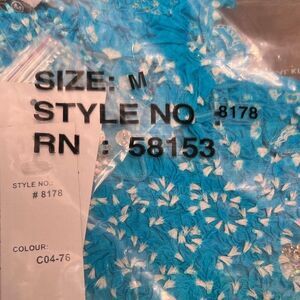 SIZE: M
STYLE NO. 8178
RN : 58153
STYLE NO.:
# 8178
COLOUR:
C04-76